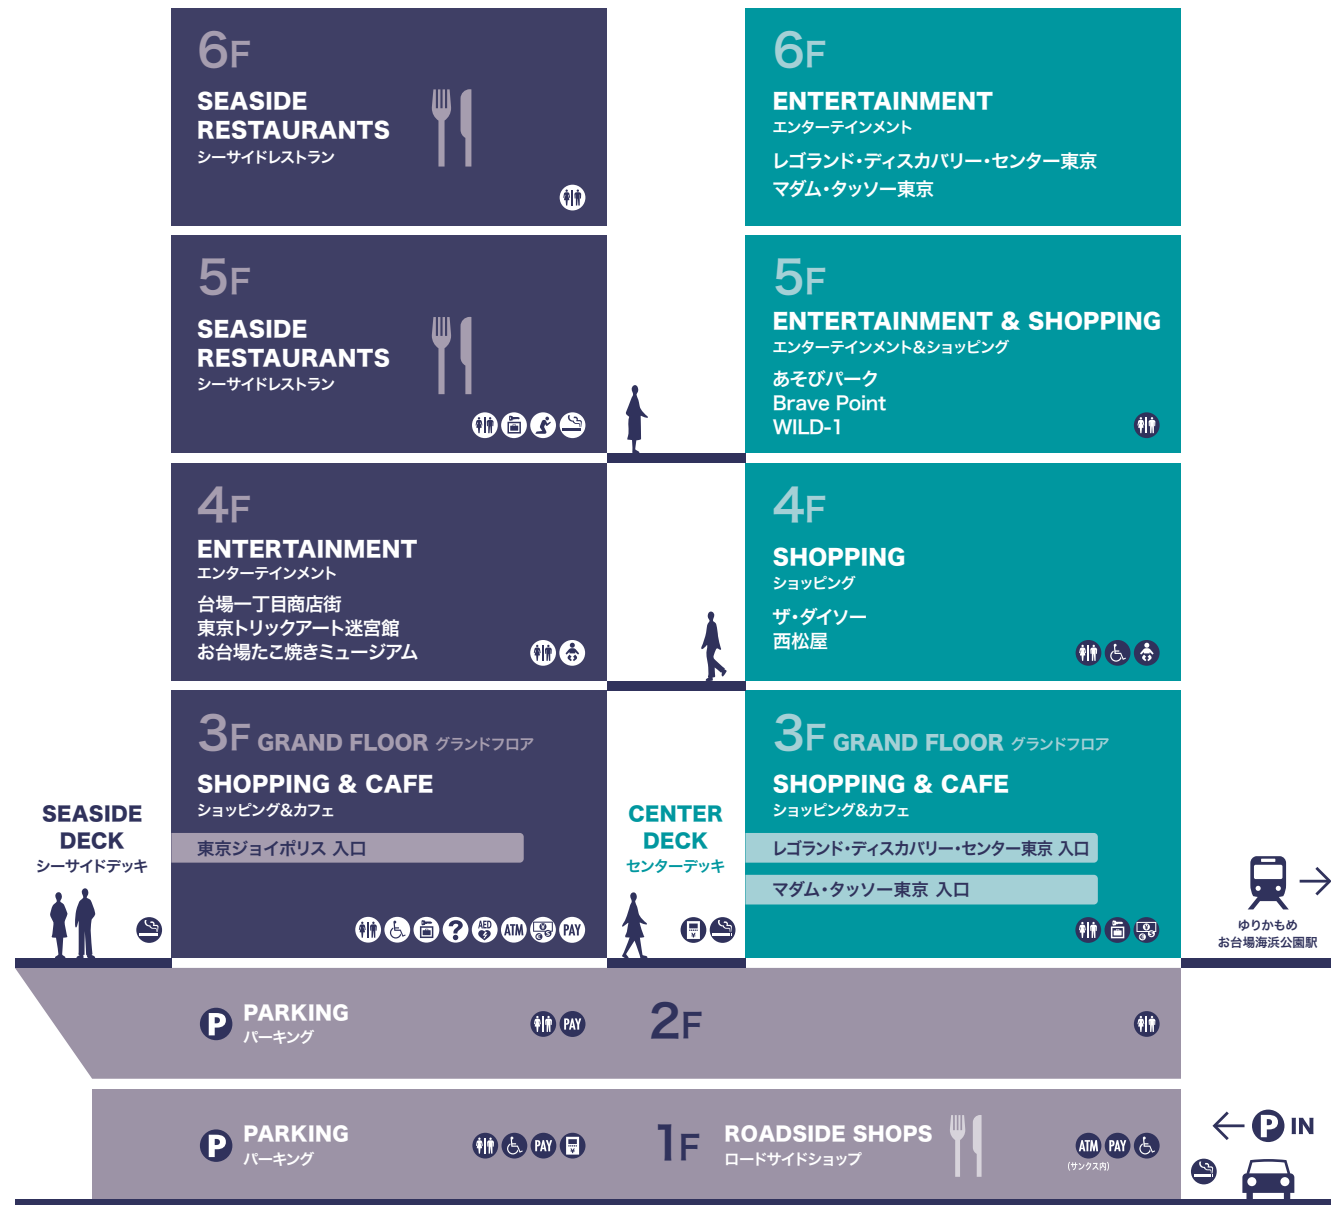 6F
SEASIDE
RESTAURANTS
シーサイドレストラン
6F
ENTERTAINMENT
エンターテインメント
レゴランド・ディスカバリー・センター東京
マダム・タッソー東京
5F
SEASIDE
RESTAURANTS
シーサイドレストラン
5F
ENTERTAINMENT & SHOPPING
エンターテインメント&ショッピング
あそびパーク
Brave Point
WILD-1
4F
ENTERTAINMENT
エンターテインメント
台場一丁目商店街
東京トリックアート迷宮館
お台場たこ焼きミュージアム
4F
SHOPPING
ショッピング
ザ・ダイソー
西松屋
SEASIDE
DECK
シーサイドデッキ
3F GRAND FLOOR グランドフロア
SHOPPING & CAFE
ショッピング&カフェ
東京ジョイポリス 入口
? AED ATM PAY
CENTER
DECK
センターデッキ
3F GRAND FLOOR グランドフロア
SHOPPING & CAFE
ショッピング&カフェ
レゴランド・ディスカバリー・センター東京 入口
マダム・タッソー東京 入口
ゆりかもめ
お台場海浜公園駅
P PARKING
パーキング
PAY
2F
P PARKING
パーキング
PAY
1F
ROADSIDE SHOPS
ロードサイドショップ
ATM PAY
(サンクス内)
P IN